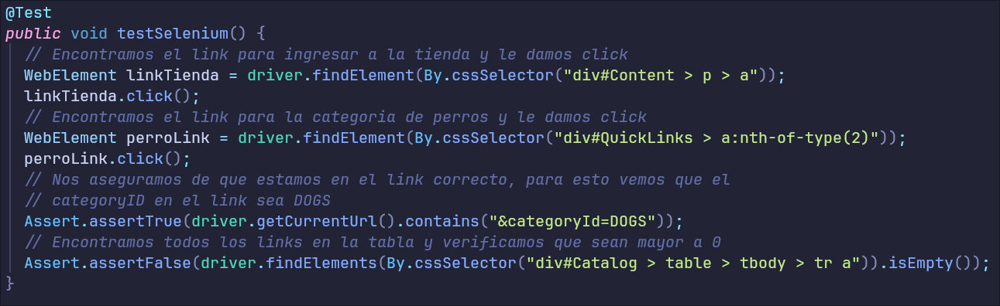 @Test
public void testSelenium() {
// Encontramos el link para ingresar a la tienda y le damos click
WebElement linkTienda = driver.findElement(By.cssSelector("div#Content > p > a"));
linkTienda.click();
// Encontramos el link para la categoria de perros y le damos click
WebElement perroLink = driver.findElement(By.cssSelector("div#QuickLinks > a:nth-of-type(2)"));
perroLink.click();
// Nos aseguramos de que estamos en el link correcto, para esto vemos que el
// categoryID en el link sea DOGS
Assert.assertTrue(driver.getCurrentUrl().contains("&categoryId=DOGS"));
// Encontramos todos los links en la tabla y verificamos que sean mayor a 0
Assert.assertFalse(driver.findElements(By.cssSelector("div#Catalog > table > tbody > tr a")).isEmpty());
}